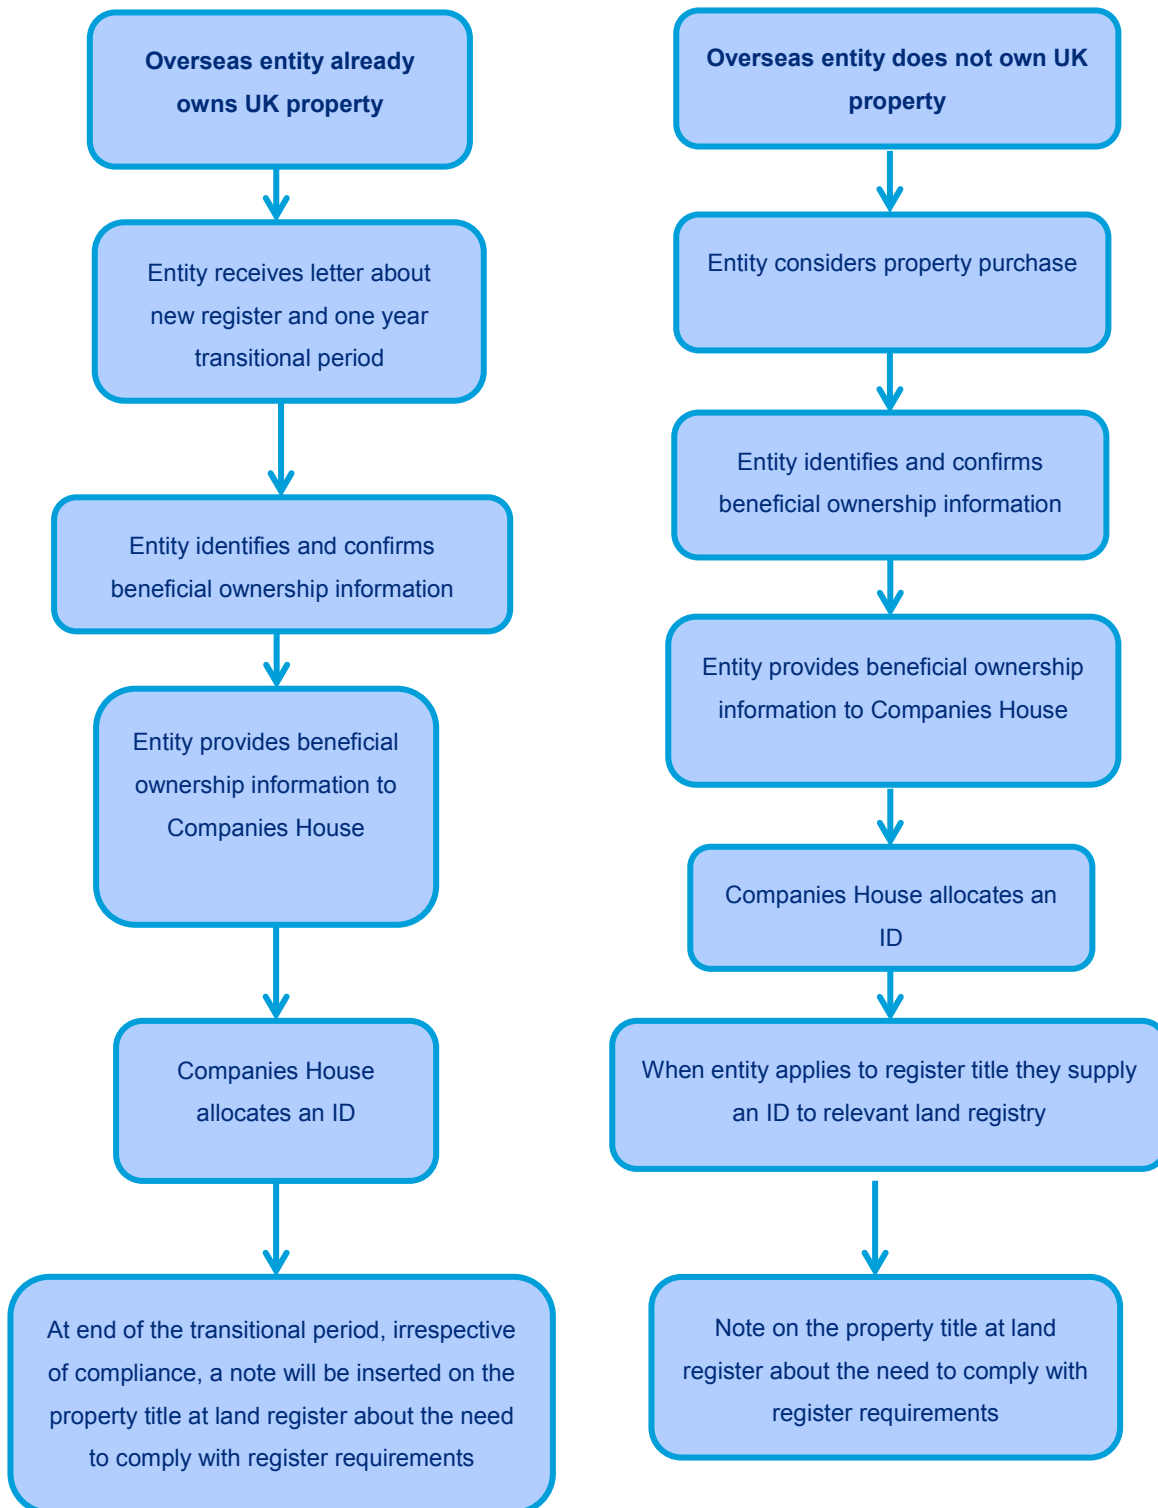 Overseas entity already
owns UK property
Entity receives letter about
new register and one year
transitional period
Entity identifies and confirms
beneficial ownership information
Entity provides beneficial
ownership information to
Companies House
Companies House
allocates an ID
At end of the transitional period, irrespective
of compliance, a note will be inserted on the
property title at land register about the need
to comply with register requirements
Overseas entity does not own UK
property
Entity considers property purchase
Entity identifies and confirms
beneficial ownership information
Entity provides beneficial ownership
information to Companies House
Companies House allocates an
ID
When entity applies to register title they supply
an ID to relevant land registry
Note on the property title at land
register about the need to comply with
register requirements